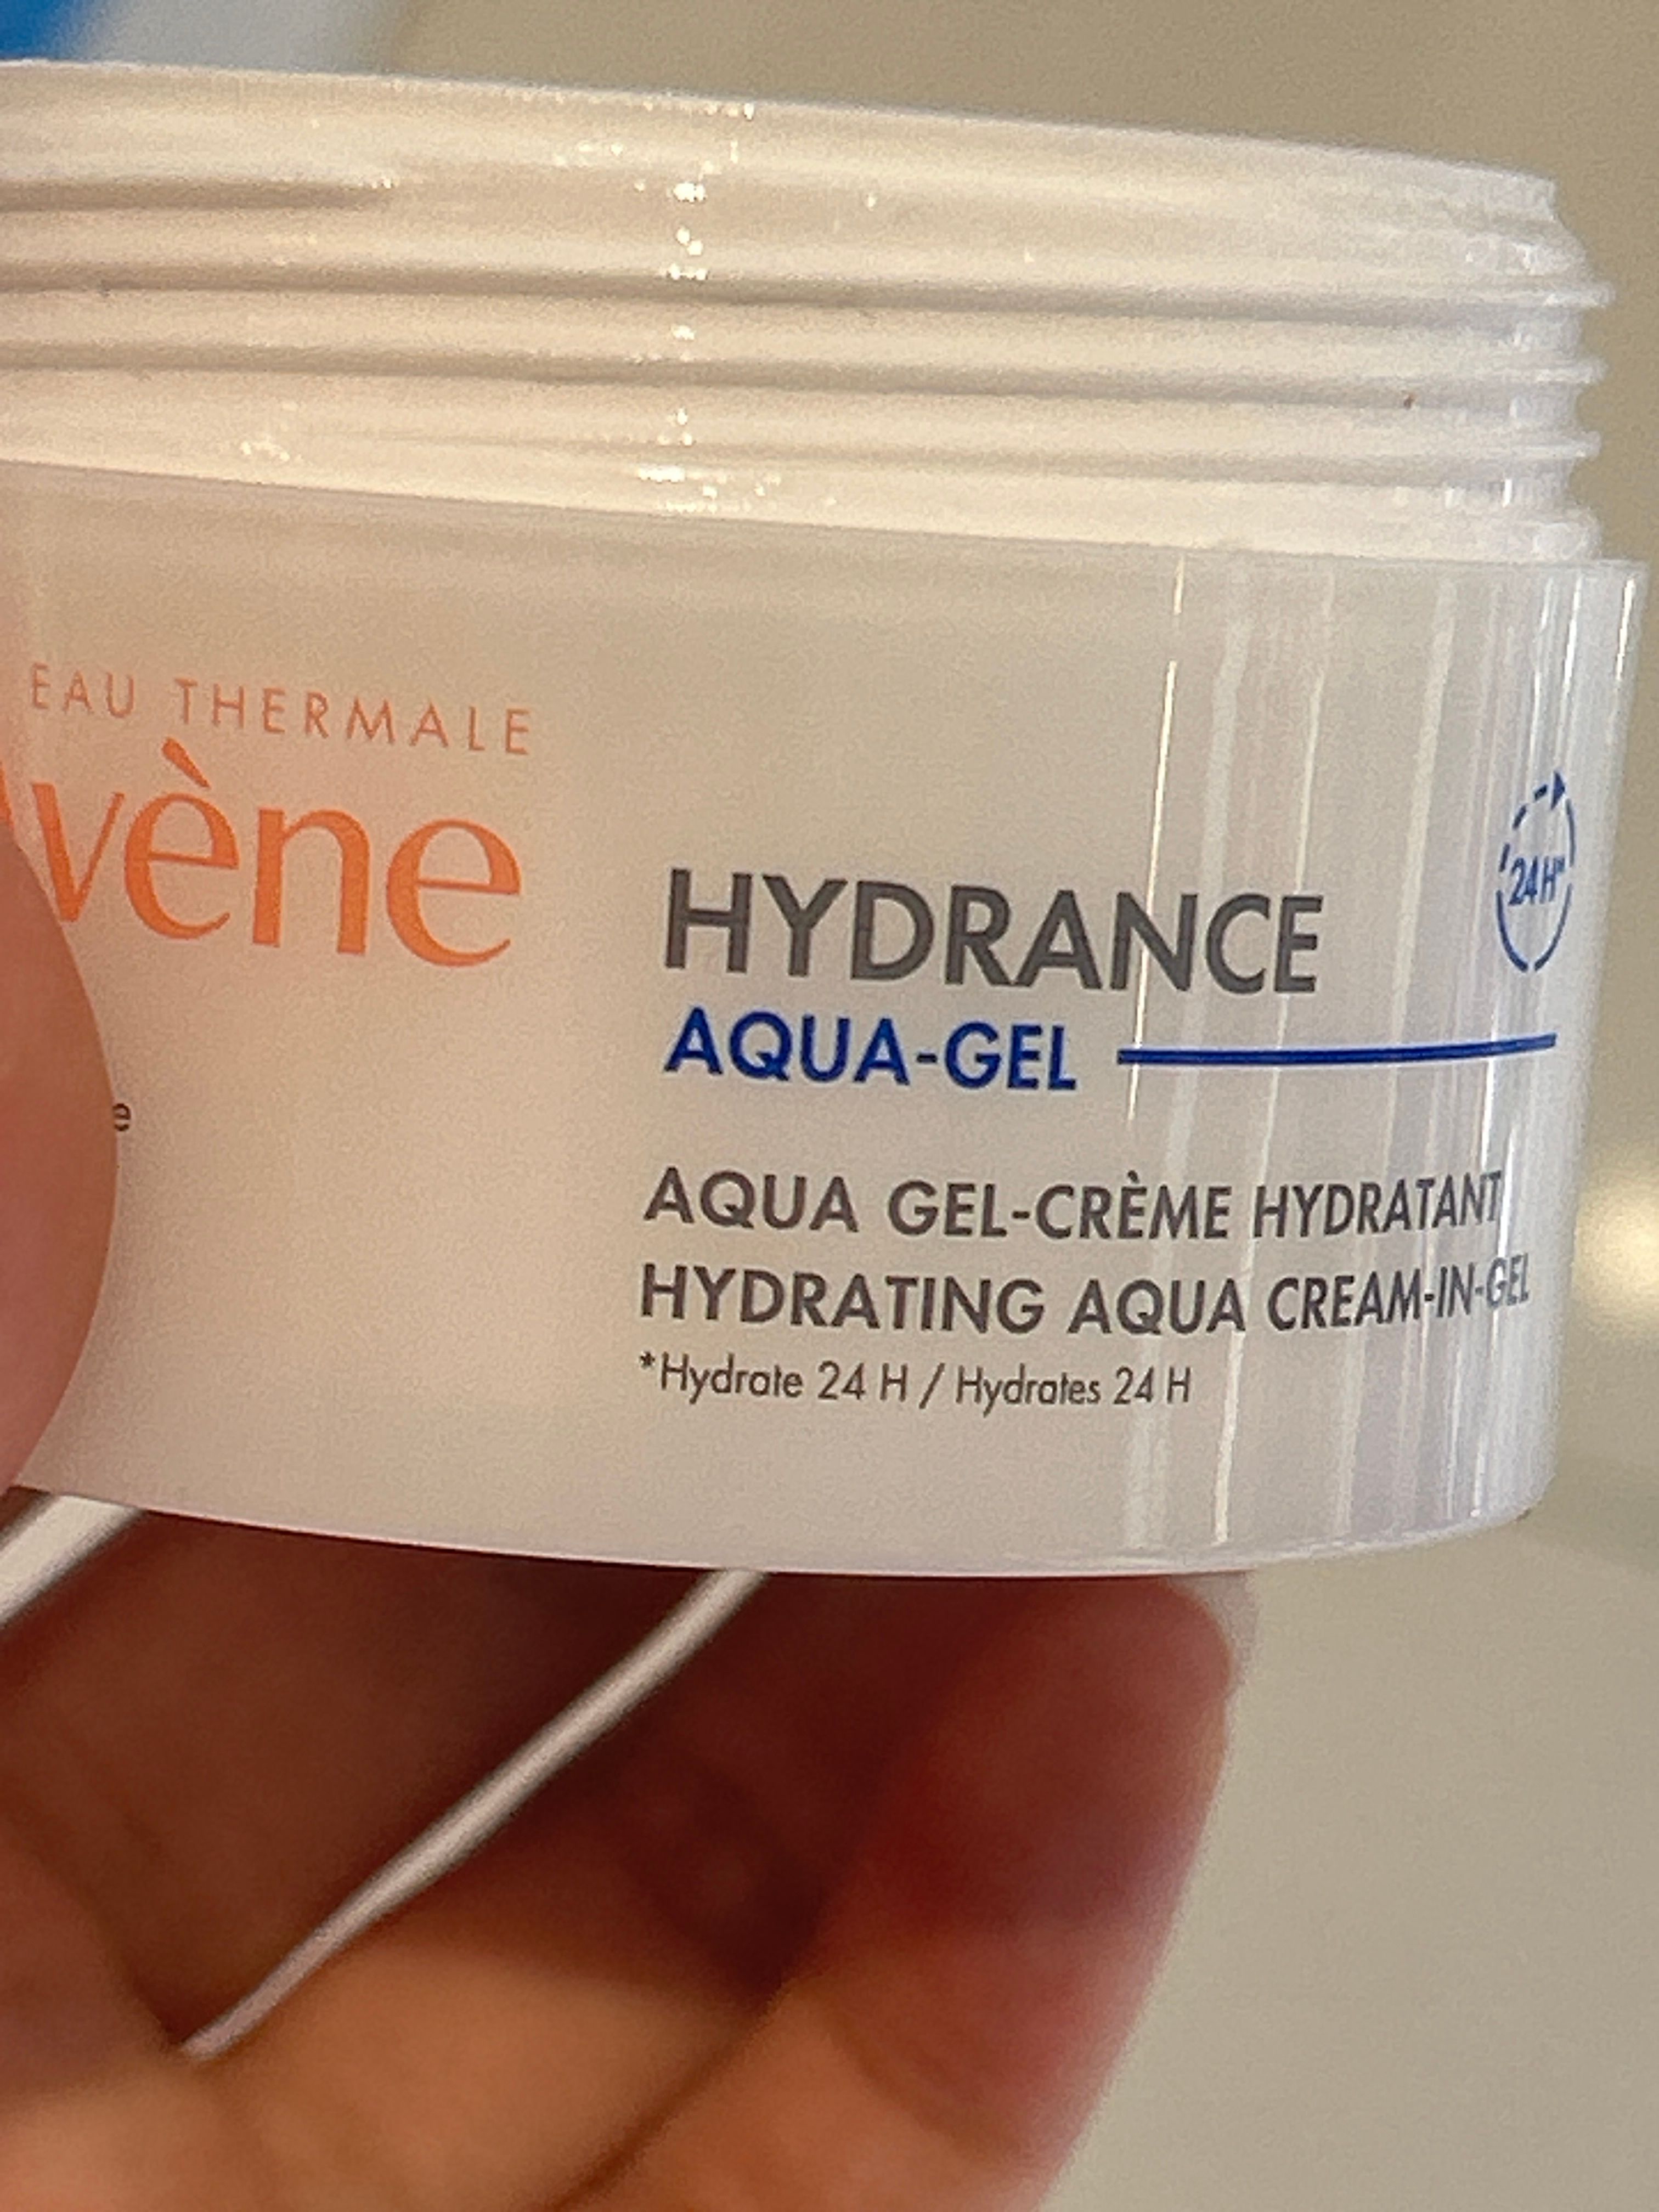 EAU THERMALE
vène
e
HYDRANCE
24H*
AQUA-GEL
AQUA GEL-CRÈME HYDRATANT
HYDRATING AQUA CREAM-IN-GEL
*Hydrate 24 H / Hydrates 24 H